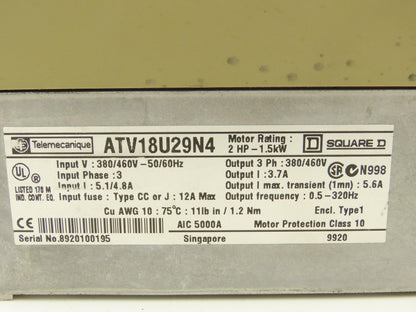 Telemecanique ATV18U29N4 Motor Rating : 2 HP - 1.5kW SQUARE D
Input V : 380/460V - 50/60Hz Output 3 Ph : 380/460V
UL Input Phase : 3 Output I : 3.7A N998
LISTED 170 M Input I : 5.1/4.8A Output I max. transient (1mn) : 5.6A
IND. CONT. EQ. Input fuse : Type CC or J : 12A Max Output frequency : 0.5-320Hz
Cu AWG 10 : 75°C : 11lb in / 1.2 Nm Encl. Type1
CE AIC 5000A Motor Protection Class 10
Serial No.8920100195 Singapore 9920